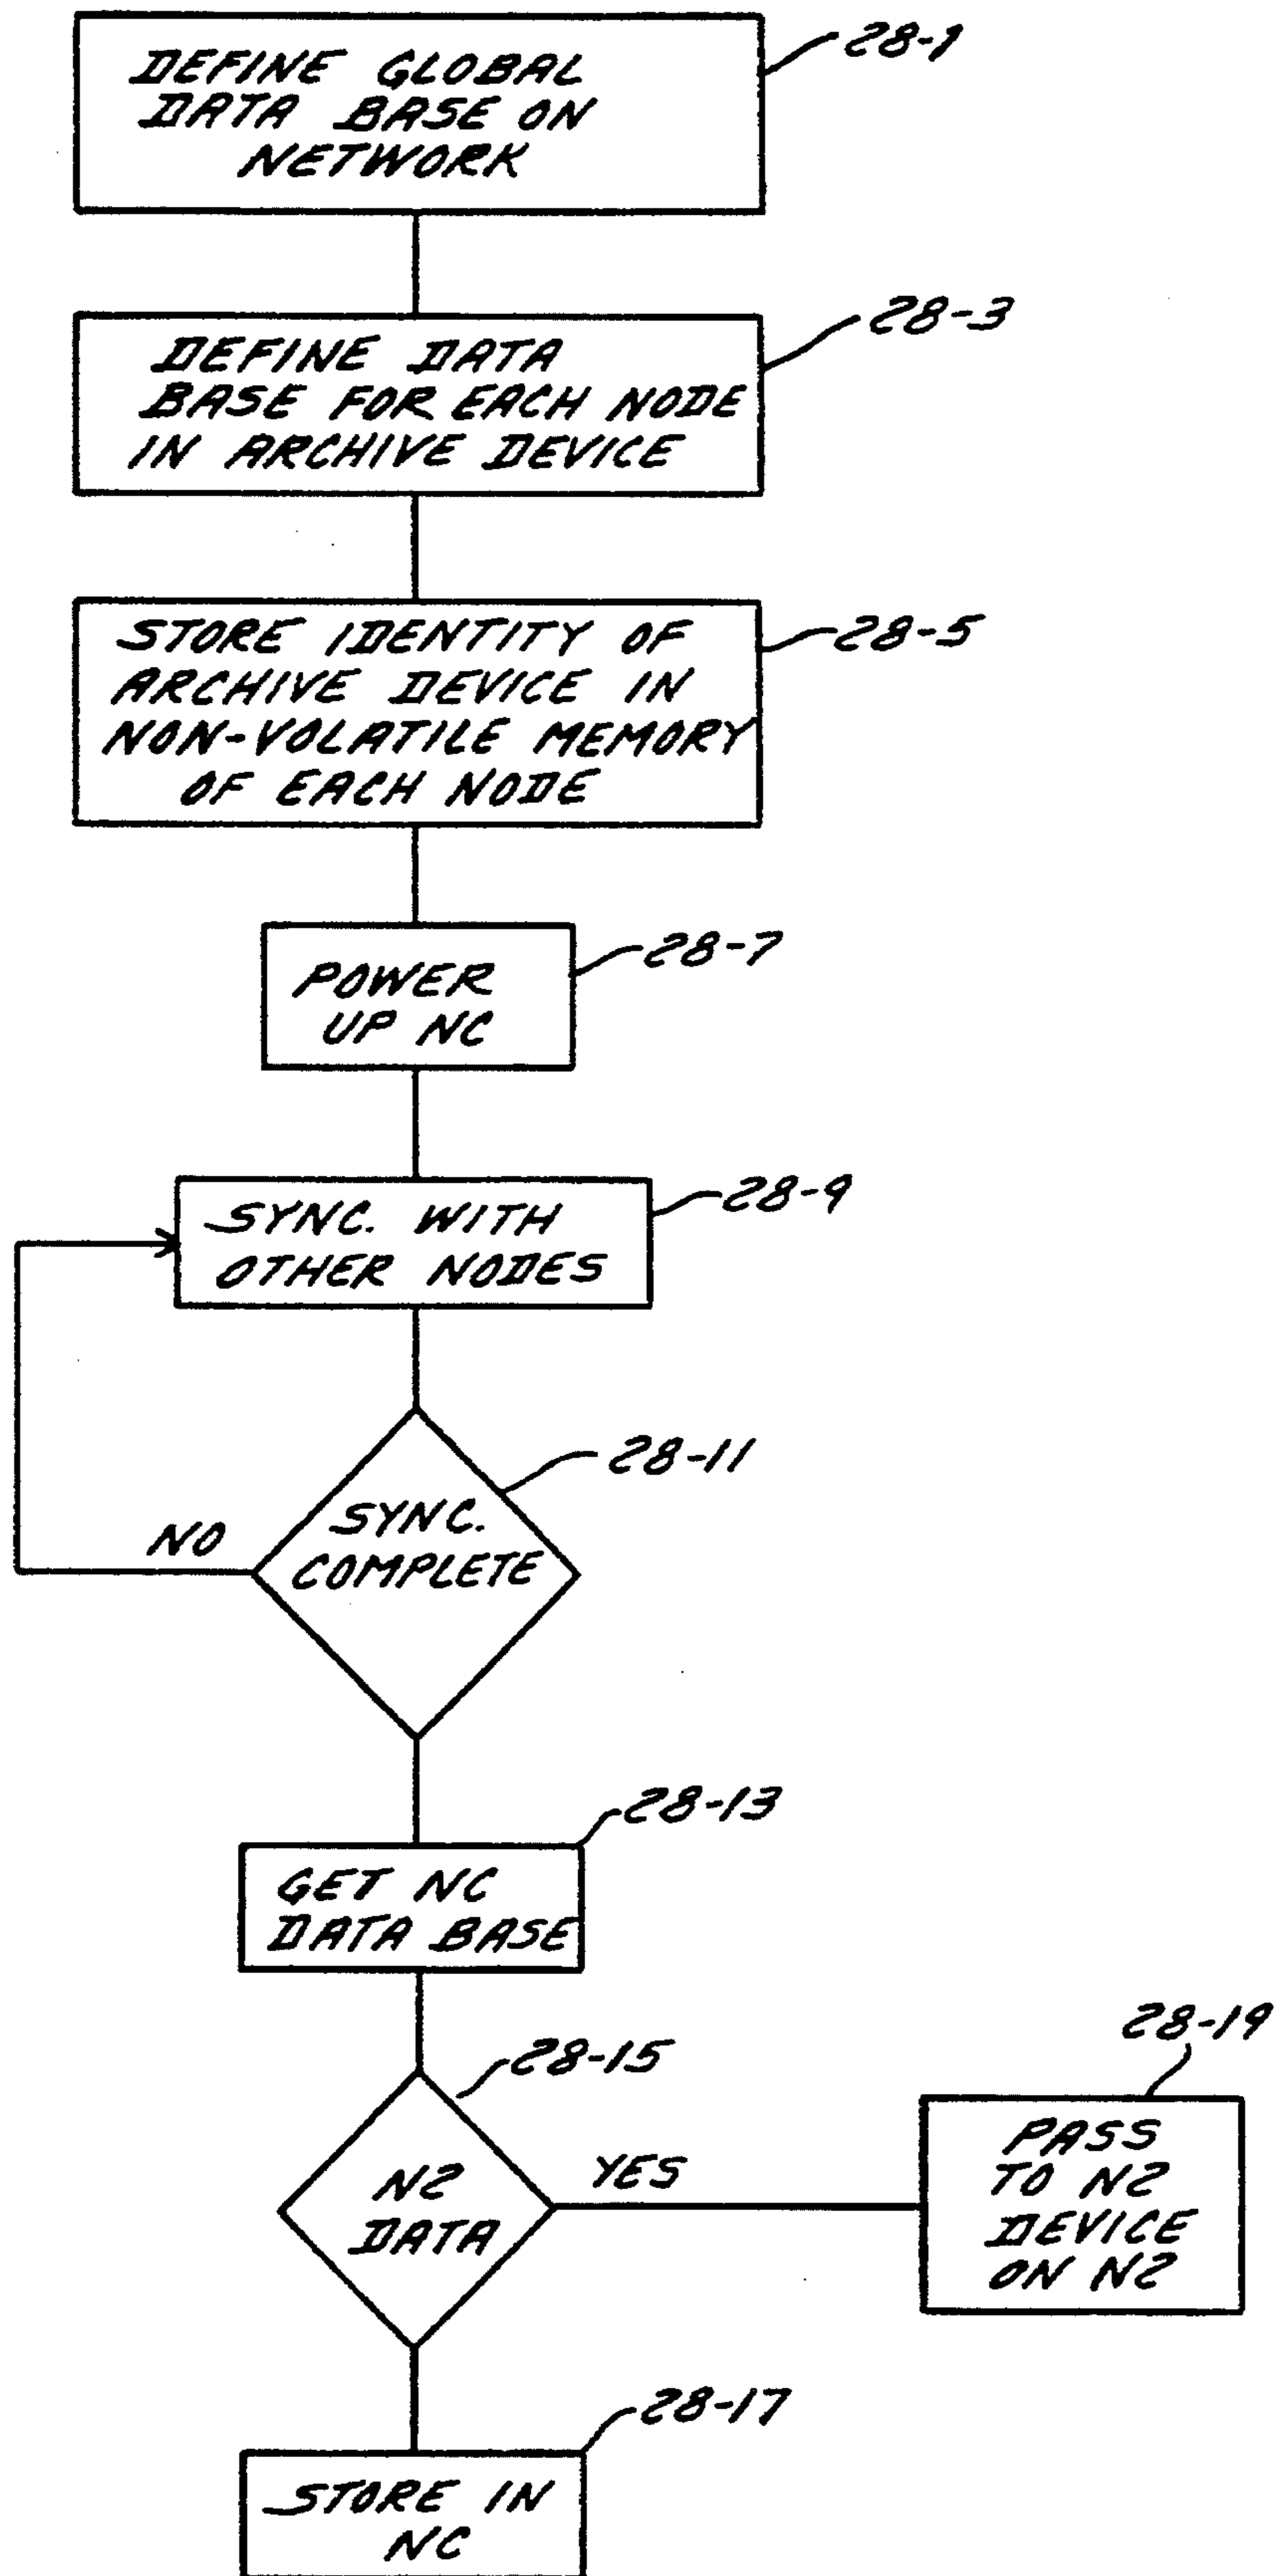 DEFINE GLOBAL
DATA BASE ON
NETWORK
28-1
DEFINE DATA
BASE FOR EACH NODE
IN ARCHIVE DEVICE
28-3
STORE IDENTITY OF
ARCHIVE DEVICE IN
NON-VOLATILE MEMORY
OF EACH NODE
28-5
POWER
UP NC
28-7
SYNC. WITH
OTHER NODES
28-9
SYNC.
COMPLETE
28-11
NO
GET NC
DATA BASE
28-13
N2
DATA
28-15
YES
PASS
TO N2
DEVICE
ON N2
28-19
STORE IN
NC
28-17